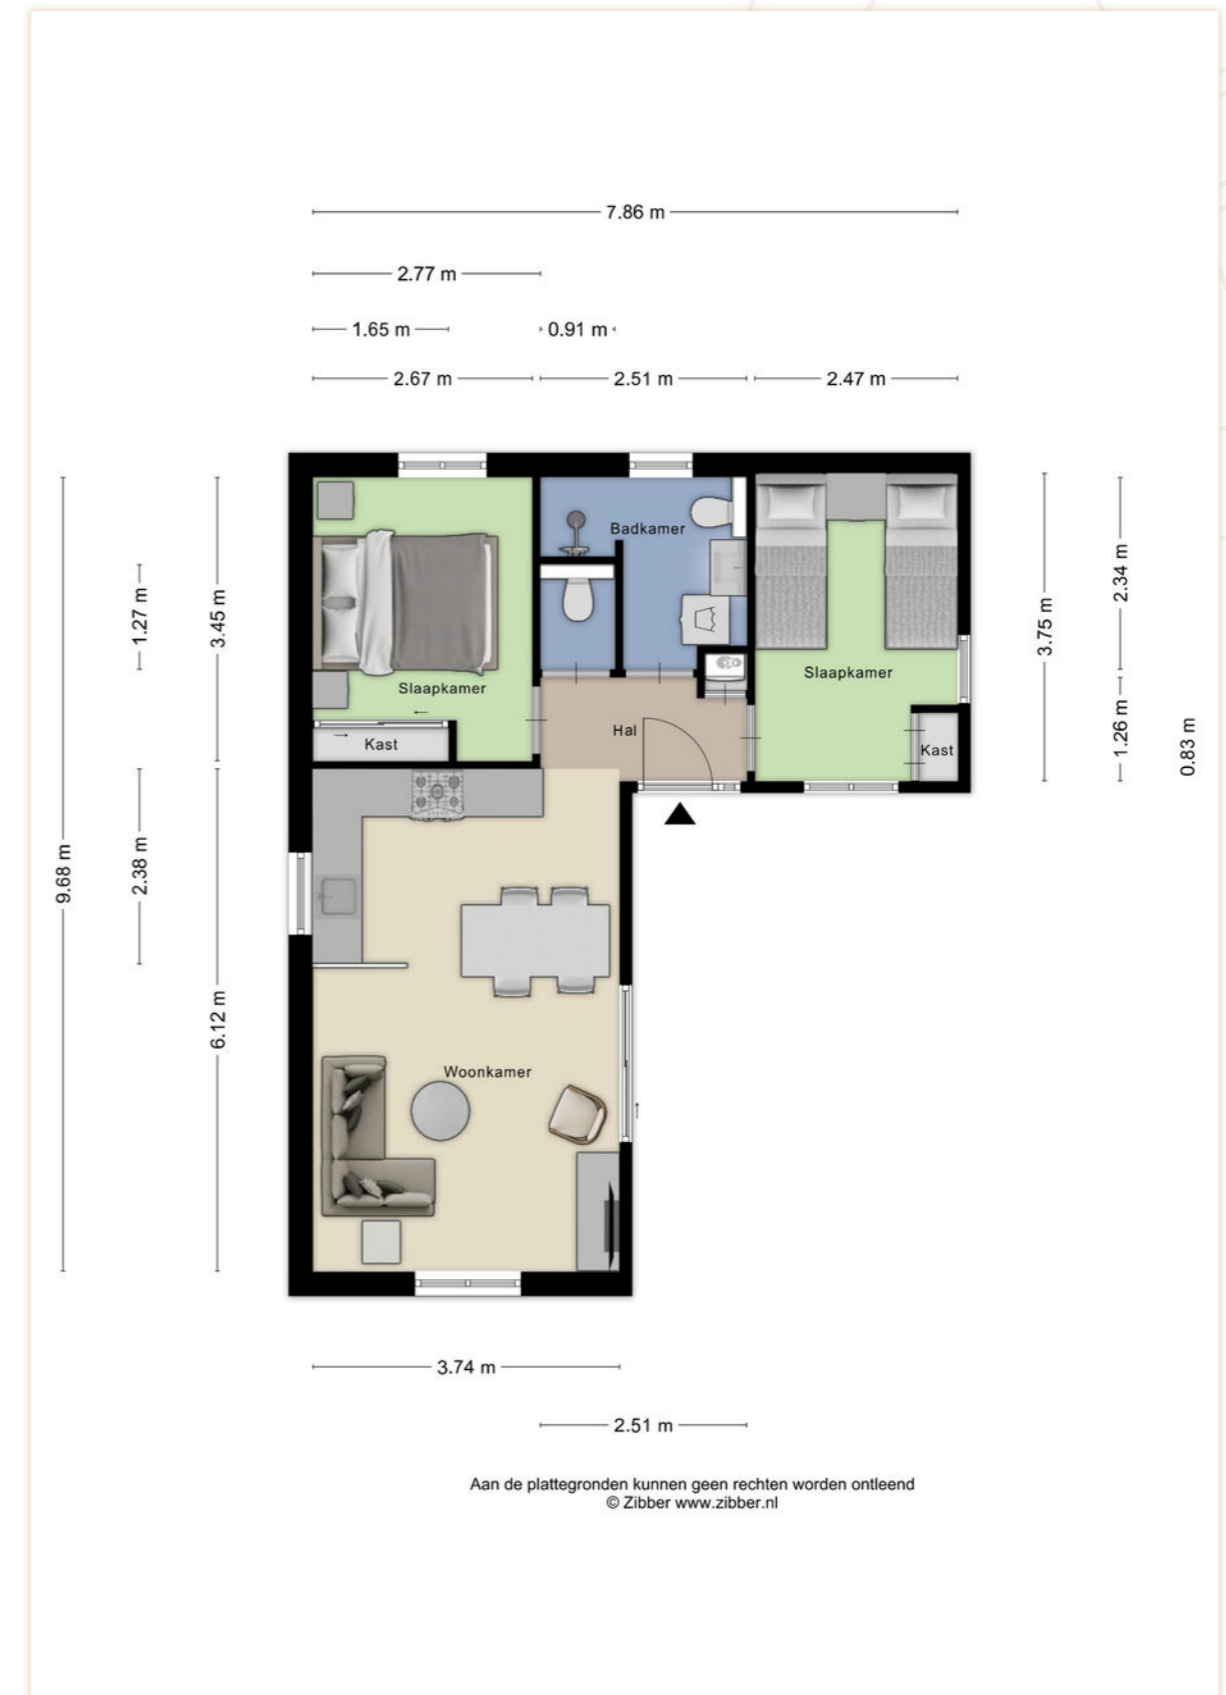 7.86 m
2.77 m
1.65 m
0.91 m
2.67 m
2.51 m
2.47 m
Badkamer
1.27 m
3.45 m
2.34 m
3.75 m
Slaapkamer
Slaapkamer
Hal
Kast
Kast
1.26 m
0.83 m
9.68 m
2.38 m
6.12 m
Woonkamer
3.74 m
2.51 m
Aan de plattegronden kunnen geen rechten worden ontleend
© Zibber www.zibber.nl